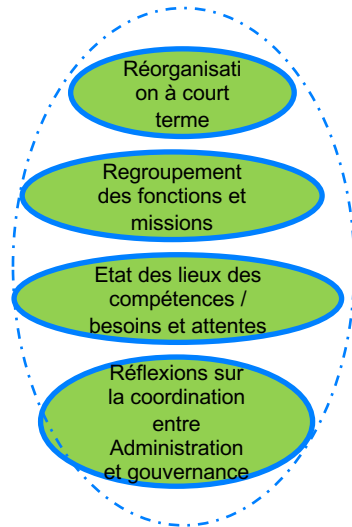 Réorganisati
on à court
terme
Regroupement
des fonctions et
missions
Etat des lieux des
compétences /
besoins et attentes
Réflexions sur
la coordination
entre
Administration
et gouvernance